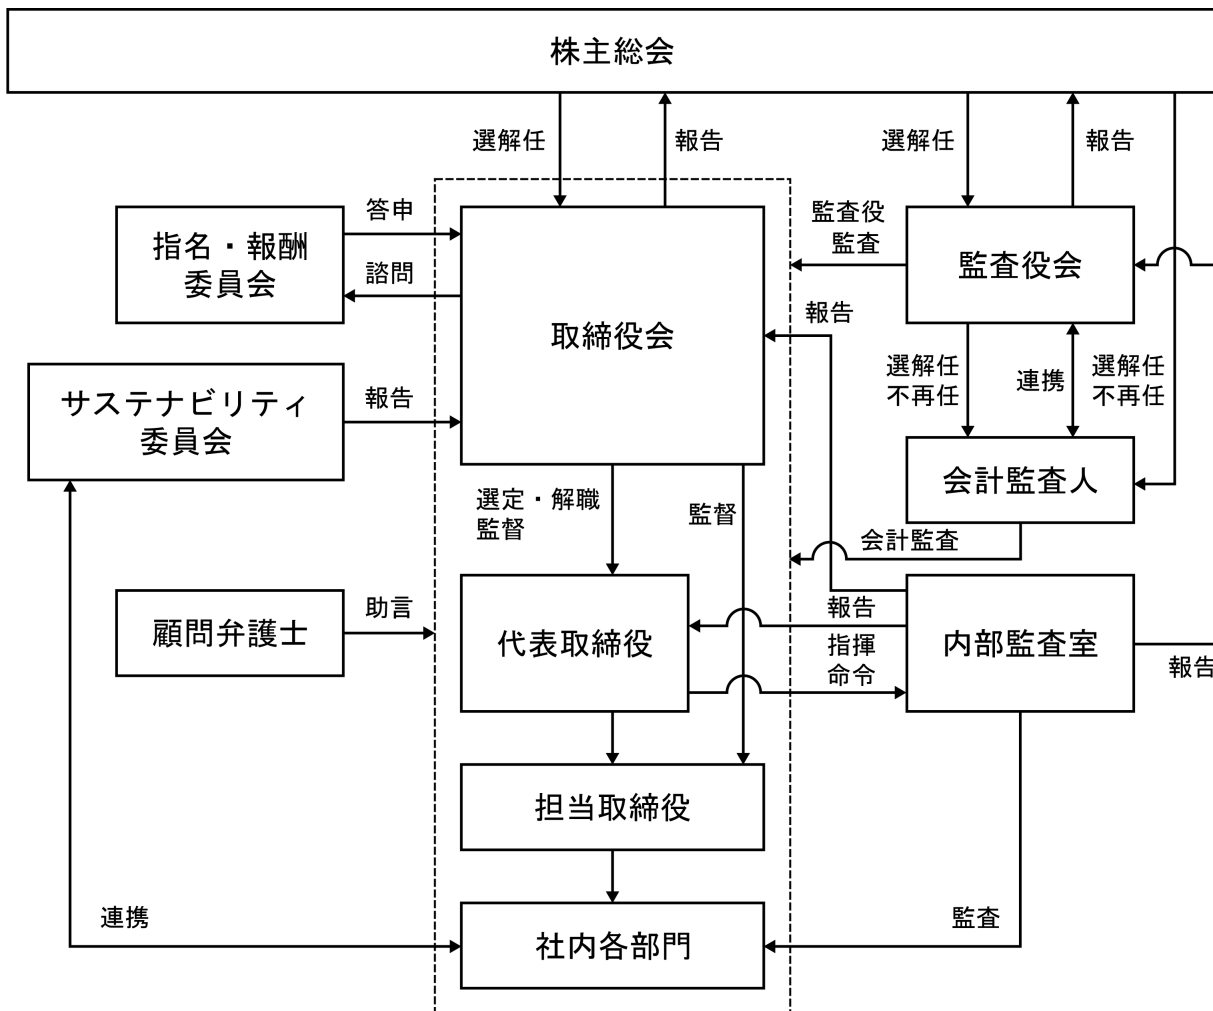 株主総会
選解任
報告
選解任
報告
指名・報酬
委員会
答申
諮問
取締役会
監査役
監査
監査役会
報告
サステナビリティ
委員会
報告
選解任
不再任
連携
選解任
不再任
会計監査人
選定・解職
監督
監督
会計監査
顧問弁護士
助言
代表取締役
報告
指揮
命令
内部監査室
報告
担当取締役
連携
社内各部門
監査